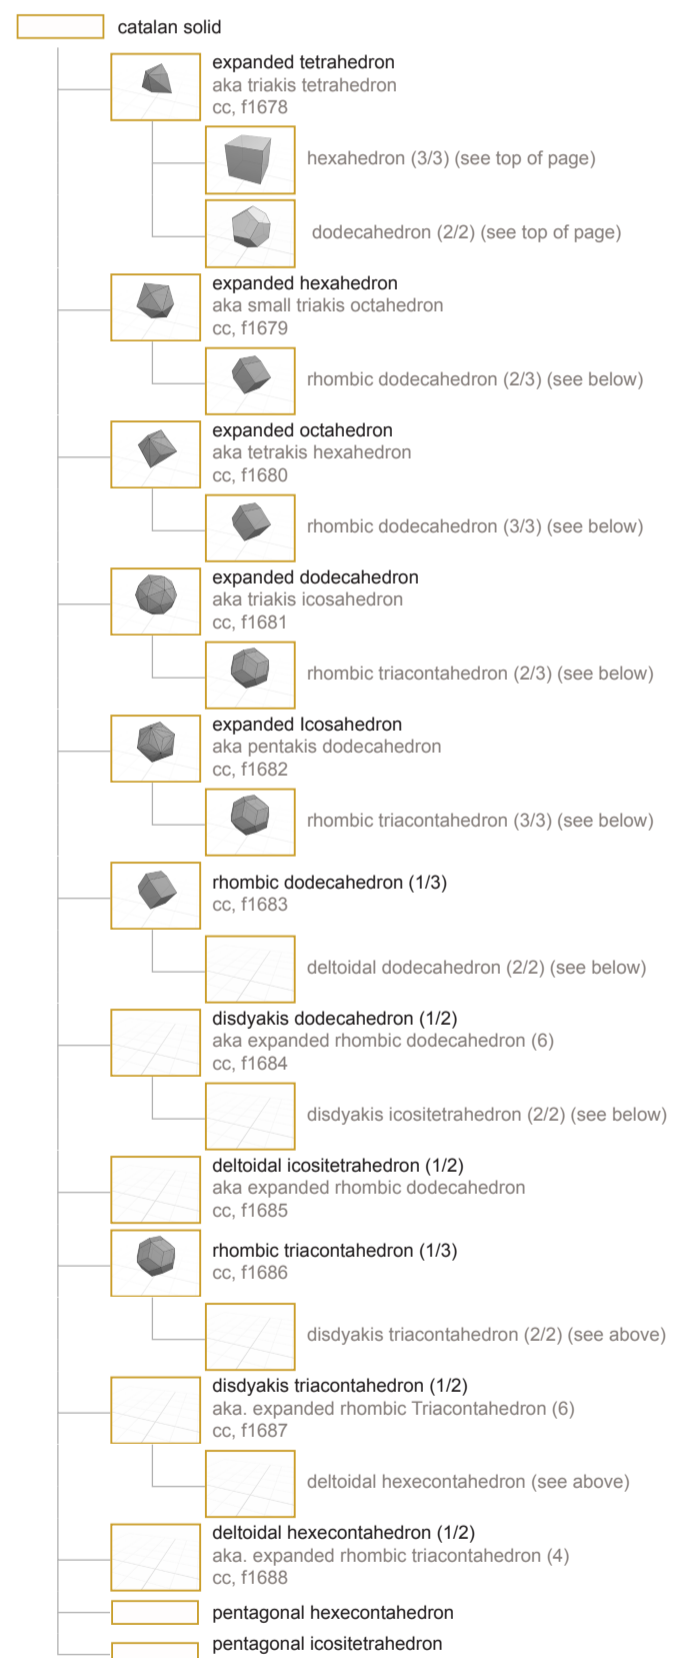 catalan solid
expanded tetrahedron
aka triakis tetrahedron
cc, f1678
hexahedron (3/3) (see top of page)
dodecahedron (2/2) (see top of page)
expanded hexahedron
aka small triakis octahedron
cc, f1679
rhombic dodecahedron (2/3) (see below)
expanded octahedron
aka tetrakis hexahedron
cc, f1680
rhombic dodecahedron (3/3) (see below)
expanded dodecahedron
aka triakis icosahedron
cc, f1681
rhombic triacontahedron (2/3) (see below)
expanded Icosahedron
aka pentakis dodecahedron
cc, f1682
rhombic triacontahedron (3/3) (see below)
rhombic dodecahedron (1/3)
cc, f1683
deltoidal dodecahedron (2/2) (see below)
disdyakis dodecahedron (1/2)
aka expanded rhombic dodecahedron (6)
cc, f1684
disdyakis icositetrahedron (2/2) (see below)
deltoidal icositetrahedron (1/2)
aka expanded rhombic dodecahedron
cc, f1685
rhombic triacontahedron (1/3)
cc, f1686
disdyakis triacontahedron (2/2) (see above)
disdyakis triacontahedron (1/2)
aka. expanded rhombic Triacontahedron (6)
cc, f1687
deltoidal hexecontahedron (see above)
deltoidal hexecontahedron (1/2)
aka. expanded rhombic triacontahedron (4)
cc, f1688
pentagonal hexecontahedron
pentagonal icositetrahedron